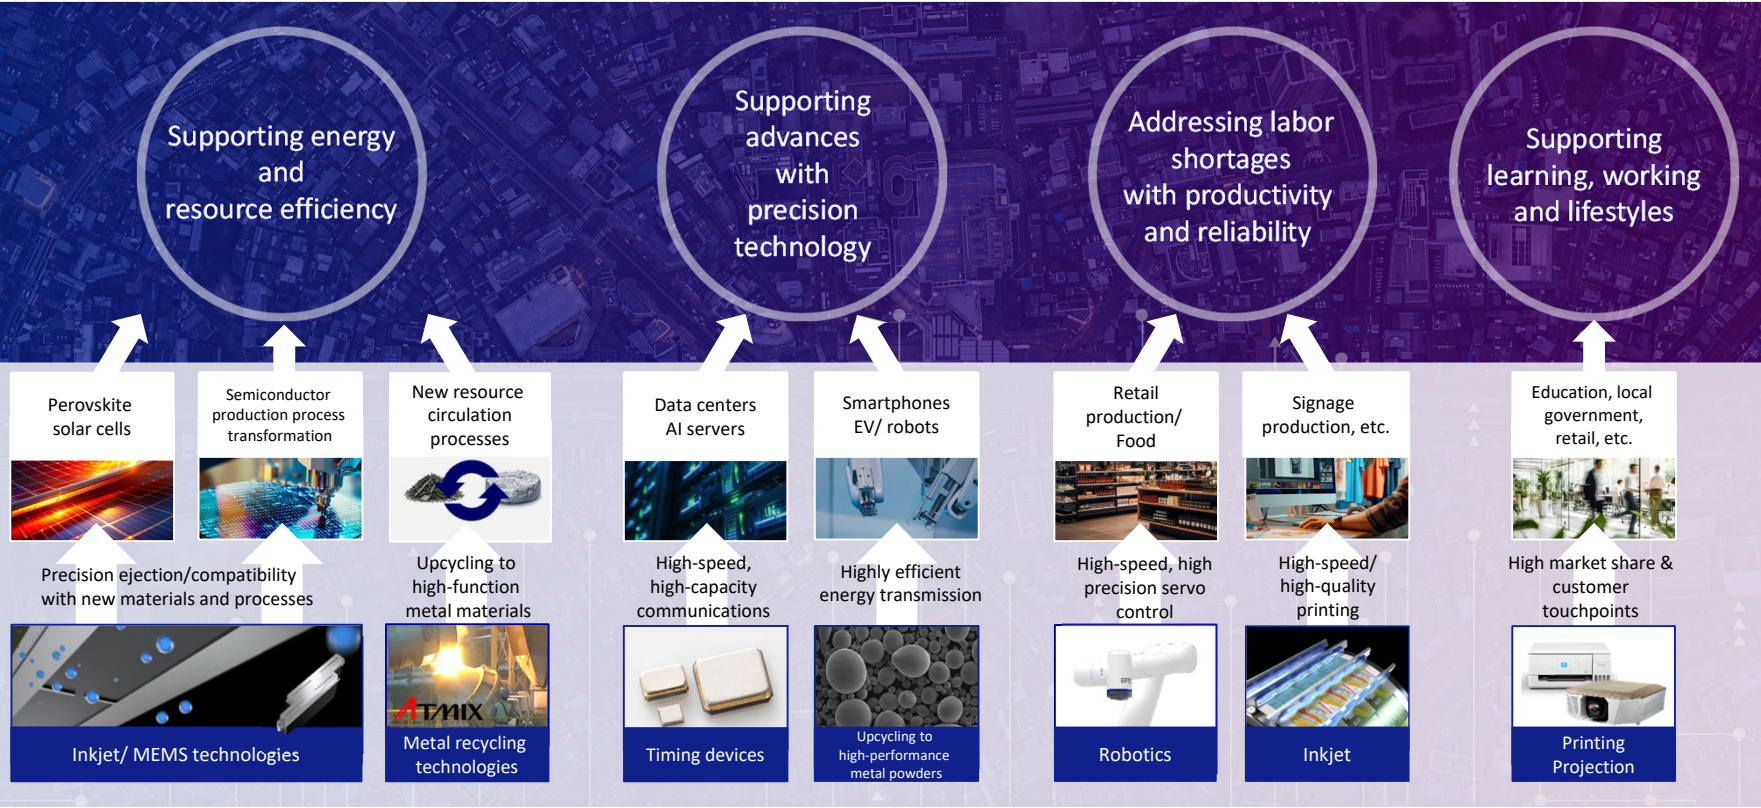 Supporting energy
and
resource efficiency
Supporting
advances
with
precision
technology
Addressing labor
shortages
with productivity
and reliability
Supporting
learning, working
and lifestyles
Perovskite
solar cells
Semiconductor
production process
transformation
New resource
circulation
processes
Data centers
AI servers
Smartphones
EV/ robots
Retail
production/
Food
Signage
production, etc.
Education, local
government,
retail, etc.
Precision ejection/compatibility
with new materials and processes
Upcycling to
high-function
metal materials
High-speed,
high-capacity
communications
Highly efficient
energy transmission
High-speed, high
precision servo
control
High-speed/
high-quality
printing
High market share &
customer
touchpoints
ATMIX
Inkjet/ MEMS technologies
Metal recycling
technologies
Timing devices
Upcycling to
high-performance
metal powders
Robotics
Inkjet
Printing
Projection